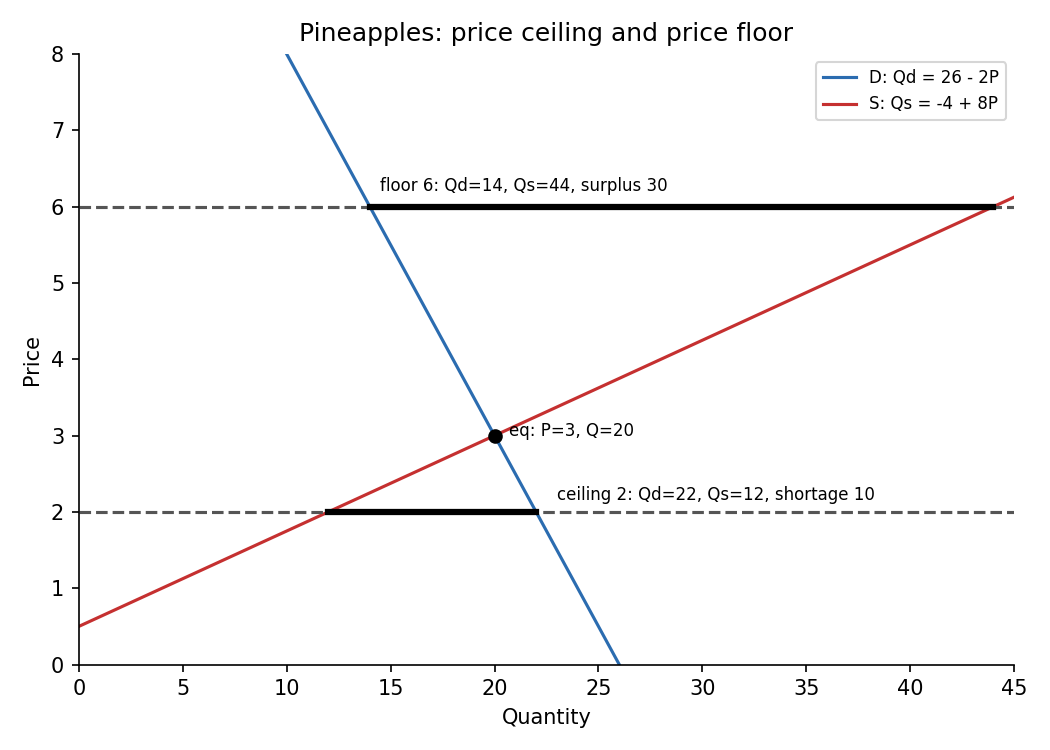 Pineapples: price ceiling and price floor
D: Qd = 26 - 2P
S: Qs = -4 + 8P
floor 6: Qd=14, Qs=44, surplus 30
eq: P=3, Q=20
ceiling 2: Qd=22, Qs=12, shortage 10
Price
8
7
6
5
4
3
2
1
0
0 5 10 15 20 25 30 35 40 45
Quantity